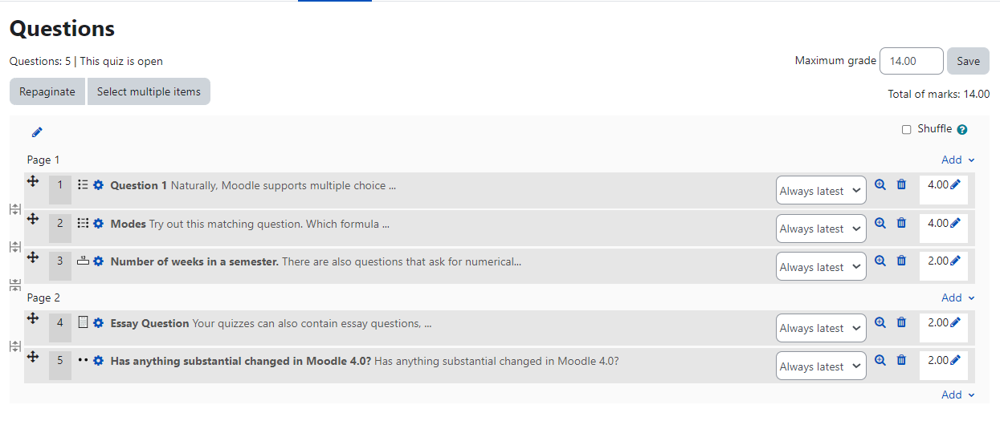 Questions
Questions: 5 | This quiz is open
Maximum grade 14.00 Save
Repaginate Select multiple items
Total of marks: 14.00
Shuffle ?
Page 1 Add
1 Question 1 Naturally, Moodle supports multiple choice ... Always latest 4.00
2 Modes Try out this matching question. Which formula ... Always latest 4.00
3 12 Number of weeks in a semester. There are also questions that ask for numerical... Always latest 2.00
Page 2 Add
4 Essay Question Your quizzes can also contain essay questions, ... Always latest 2.00
5 Has anything substantial changed in Moodle 4.0? Has anything substantial changed in Moodle 4.0? Always latest 2.00
Add